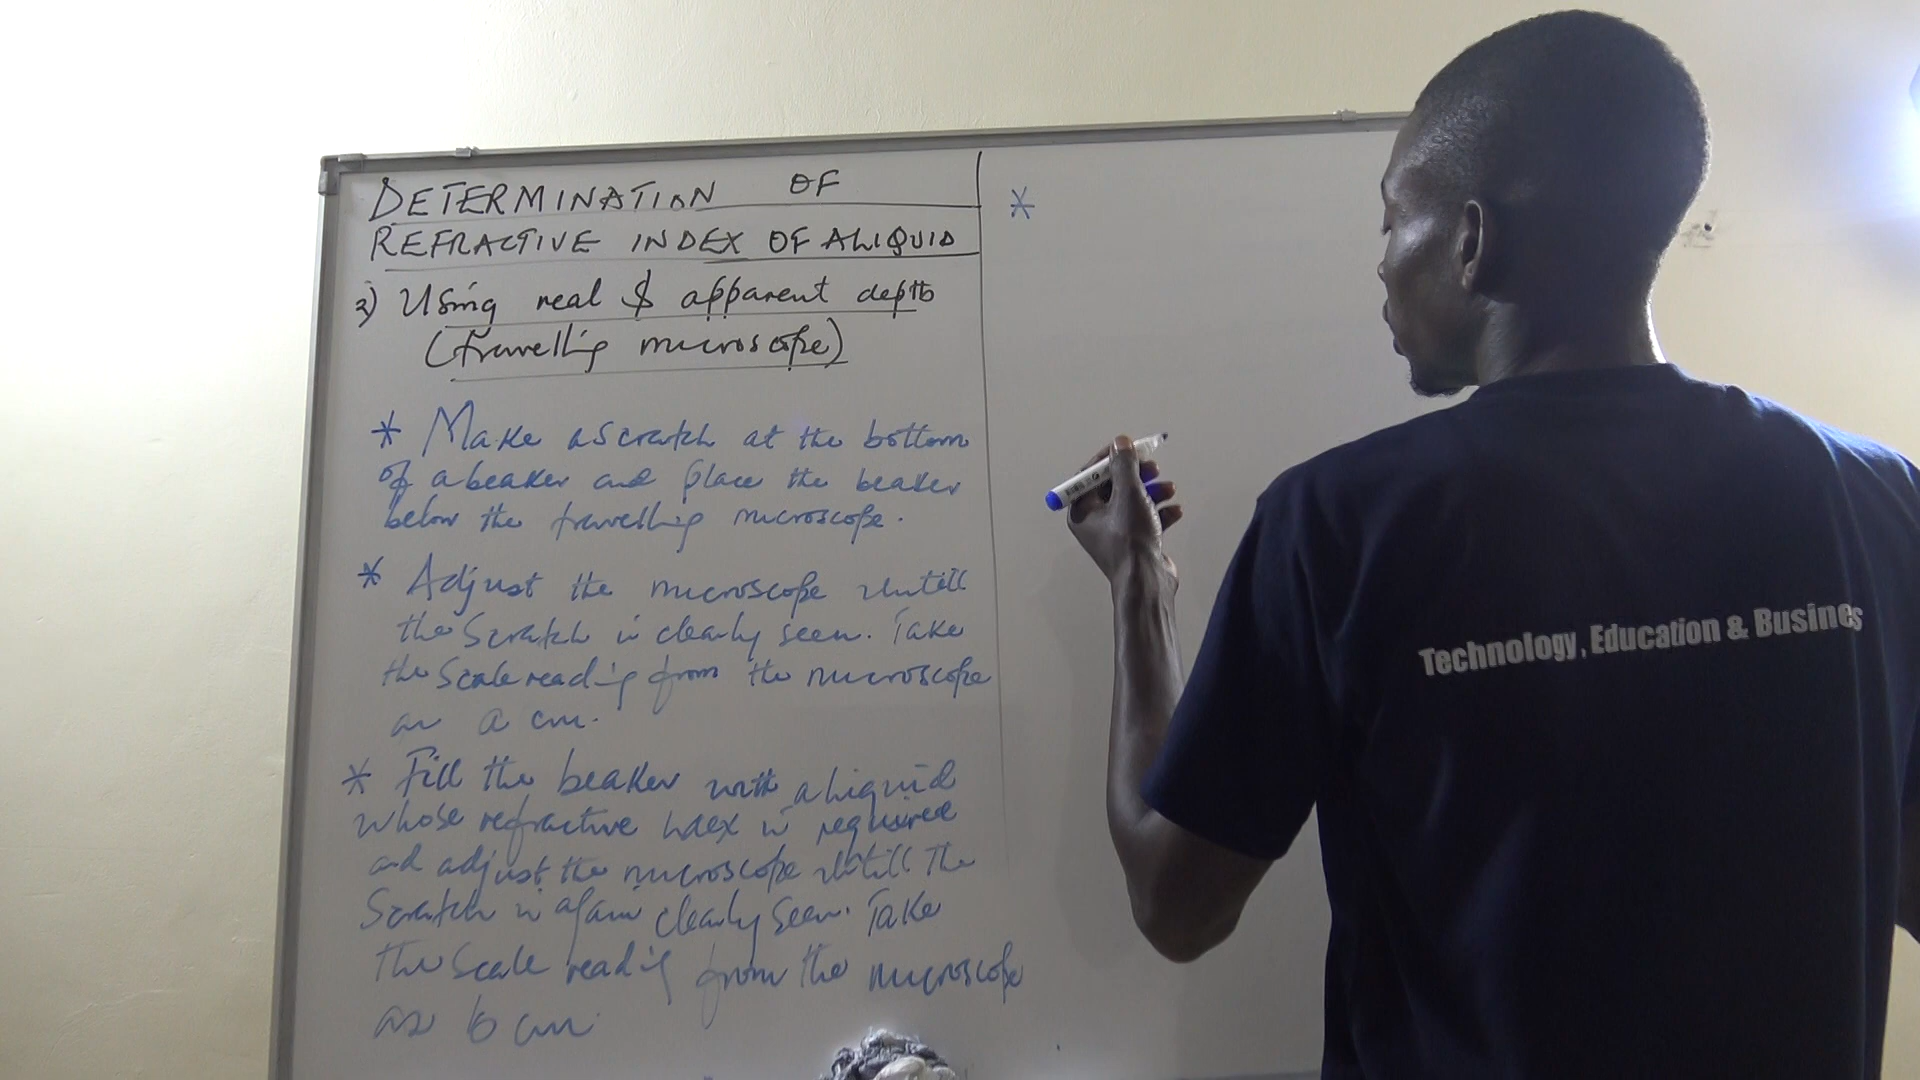 DETERMINATION OF
REFRACTIVE INDEX OF A LIQUID
3) Using real & apparent depth
(travelling microscope)
* Make a scratch at the bottom
of a beaker and place the beaker
below the travelling microscope.
* Adjust the microscope untill
the scratch is clearly seen. Take
the scale reading from the microscope
as a cm.
* Fill the beaker with a liquid
whose refractive index is required
and adjust the microscope untill the
scratch is again clearly seen. Take
the scale reading from the microscope
as b cm.
*
Technology, Education & Busines